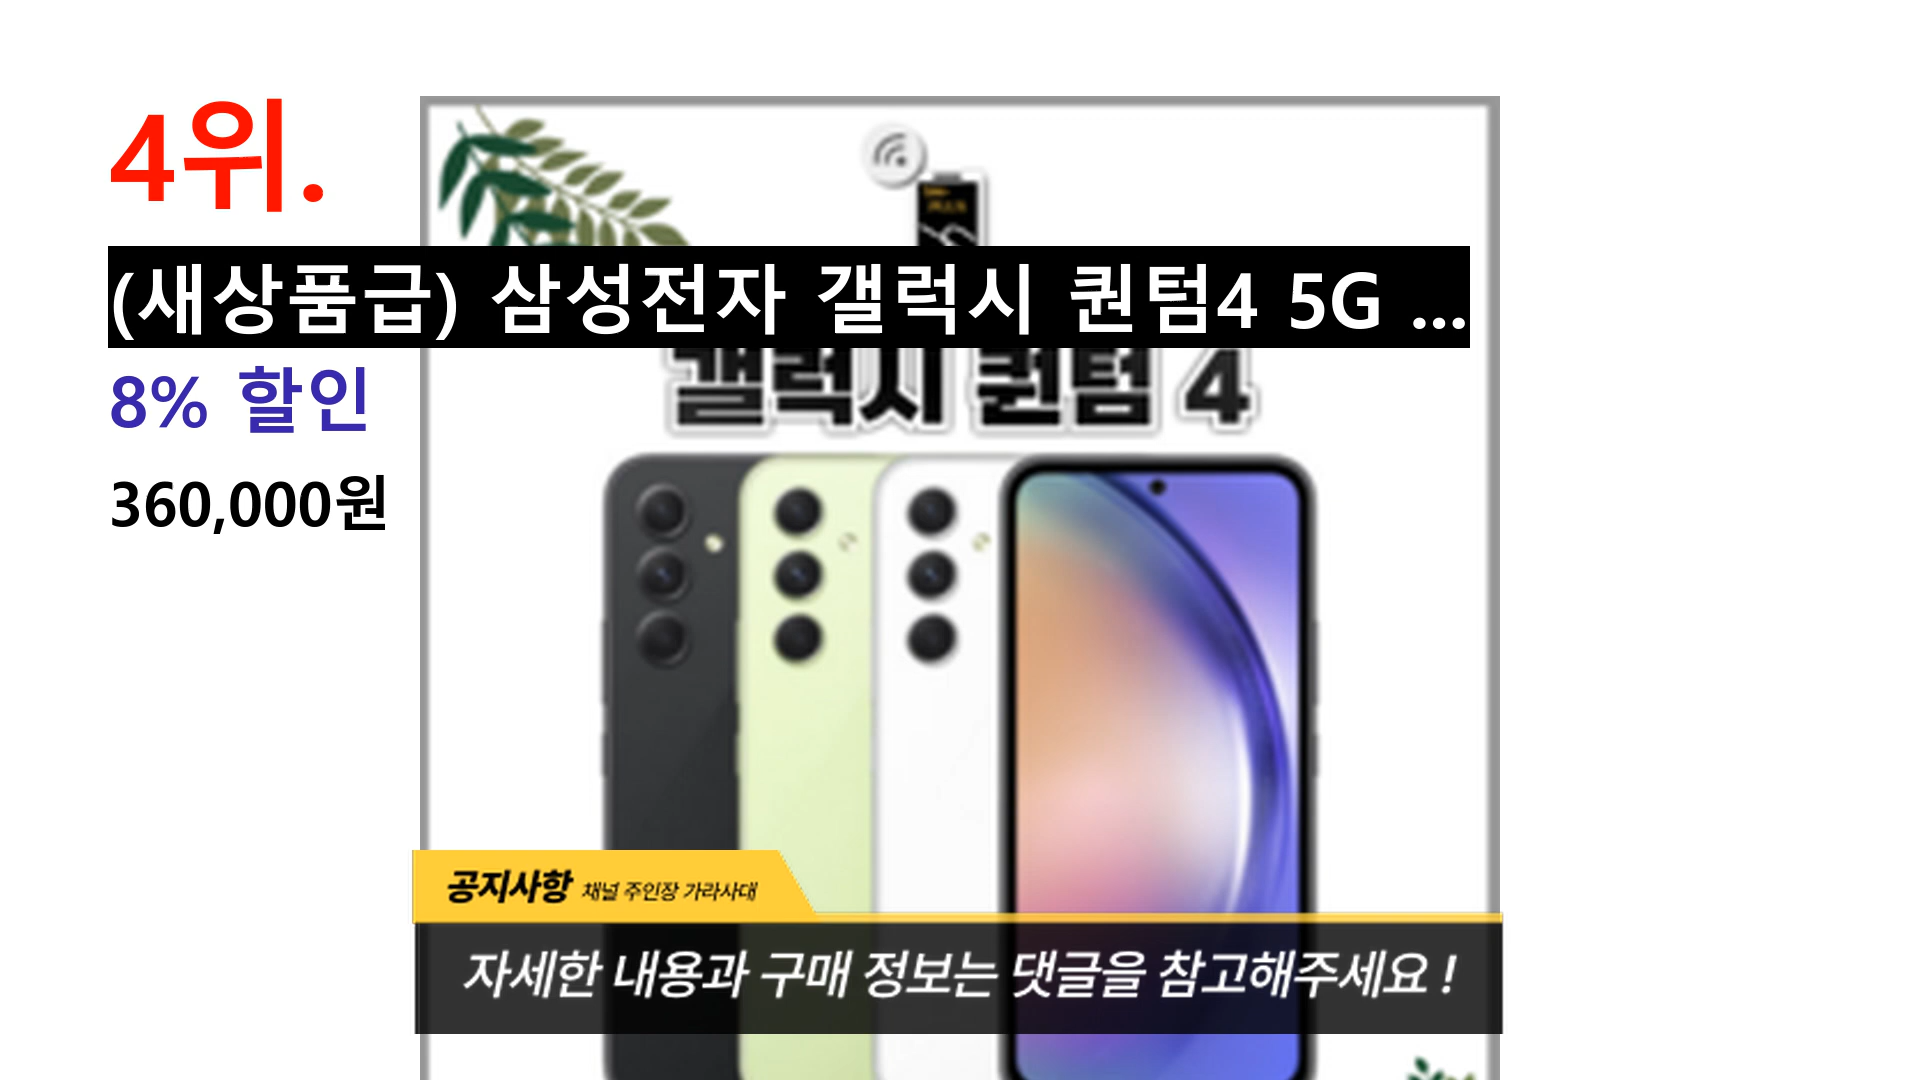 4위.
(새상품급) 삼성전자 갤럭시 퀀텀4 5G ...
갤럭시 퀀텀 4
8% 할인
360,000원
공지사항 채널 주인장 가라사대
자세한 내용과 구매 정보는 댓글을 참고해주세요 !